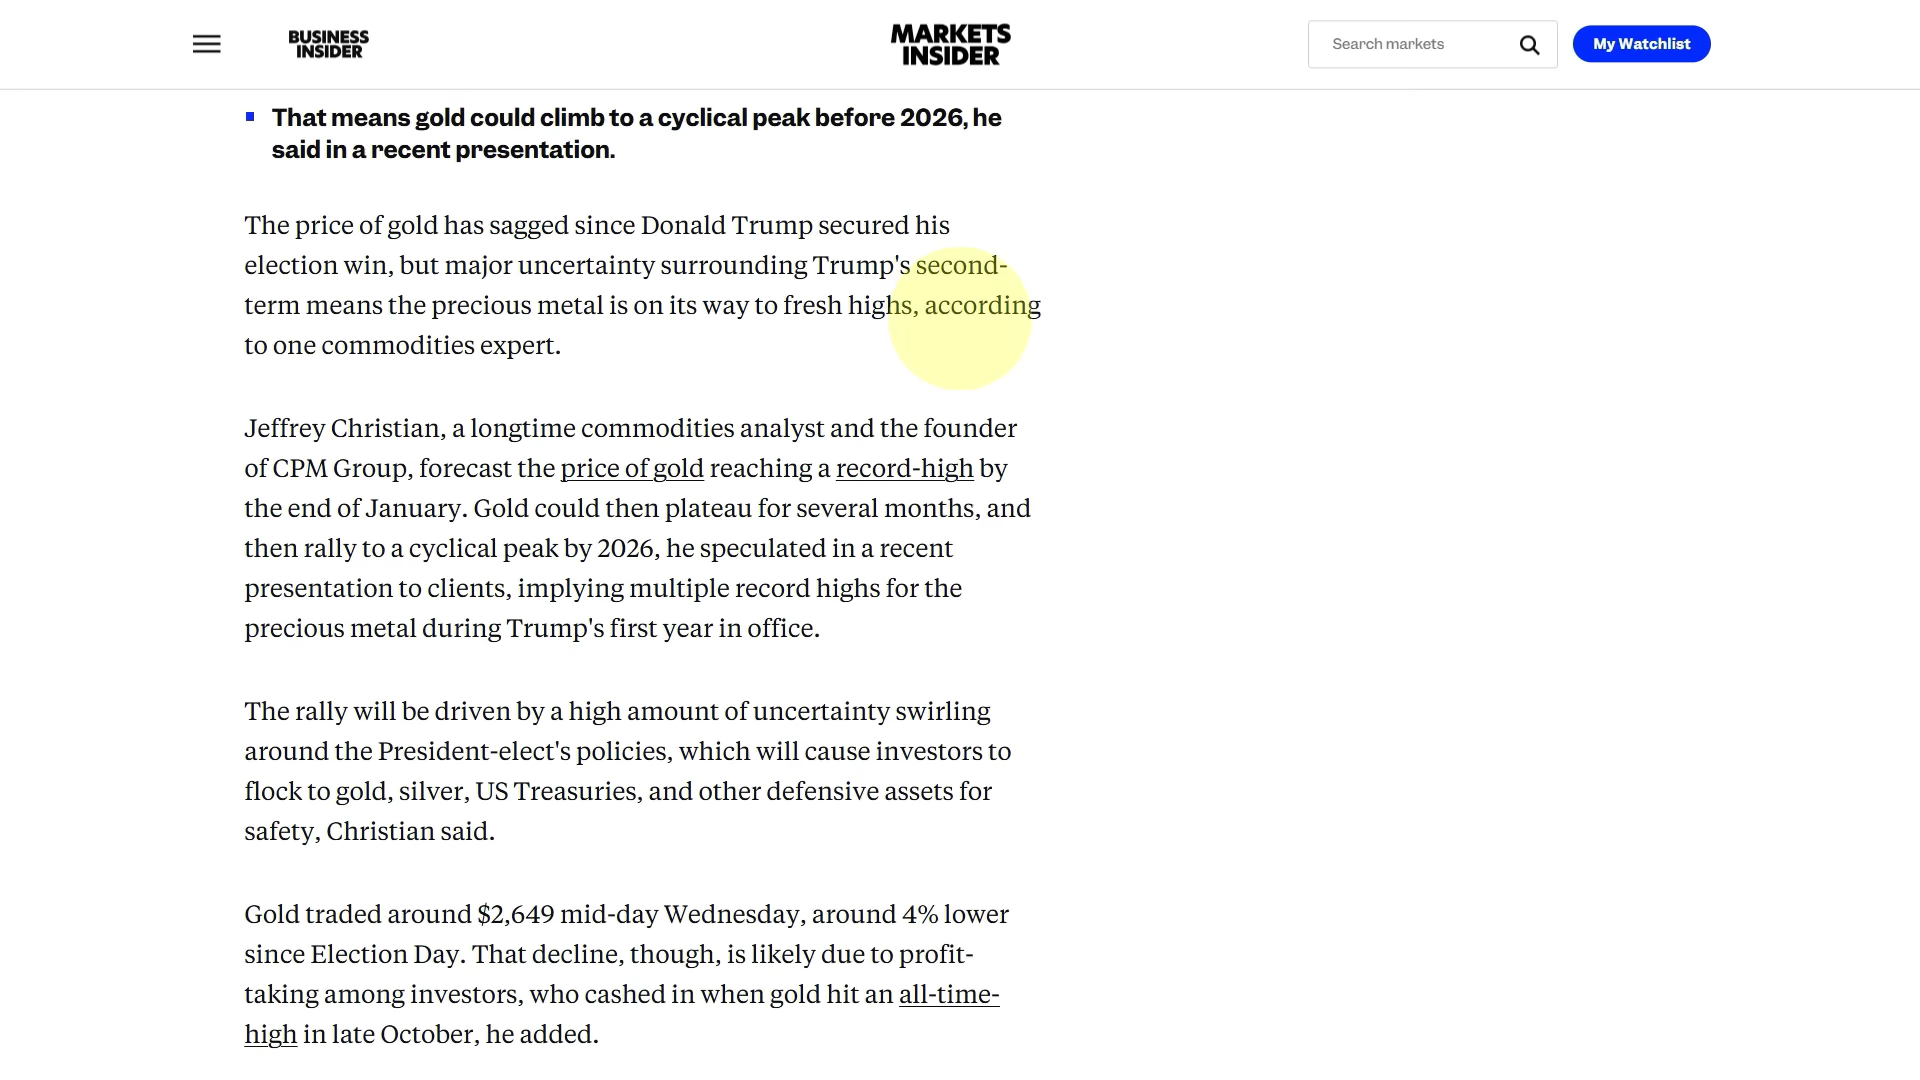 BUSINESS
INSIDER
MARKETS
INSIDER
Search markets
My Watchlist
That means gold could climb to a cyclical peak before 2026, he
said in a recent presentation.
The price of gold has sagged since Donald Trump secured his
election win, but major uncertainty surrounding Trump's second-
term means the precious metal is on its way to fresh highs, according
to one commodities expert.
Jeffrey Christian, a longtime commodities analyst and the founder
of CPM Group, forecast the price of gold reaching a record-high by
the end of January. Gold could then plateau for several months, and
then rally to a cyclical peak by 2026, he speculated in a recent
presentation to clients, implying multiple record highs for the
precious metal during Trump's first year in office.
The rally will be driven by a high amount of uncertainty swirling
around the President-elect's policies, which will cause investors to
flock to gold, silver, US Treasuries, and other defensive assets for
safety, Christian said.
Gold traded around $2,649 mid-day Wednesday, around 4% lower
since Election Day. That decline, though, is likely due to profit-
taking among investors, who cashed in when gold hit an all-time-
high in late October, he added.